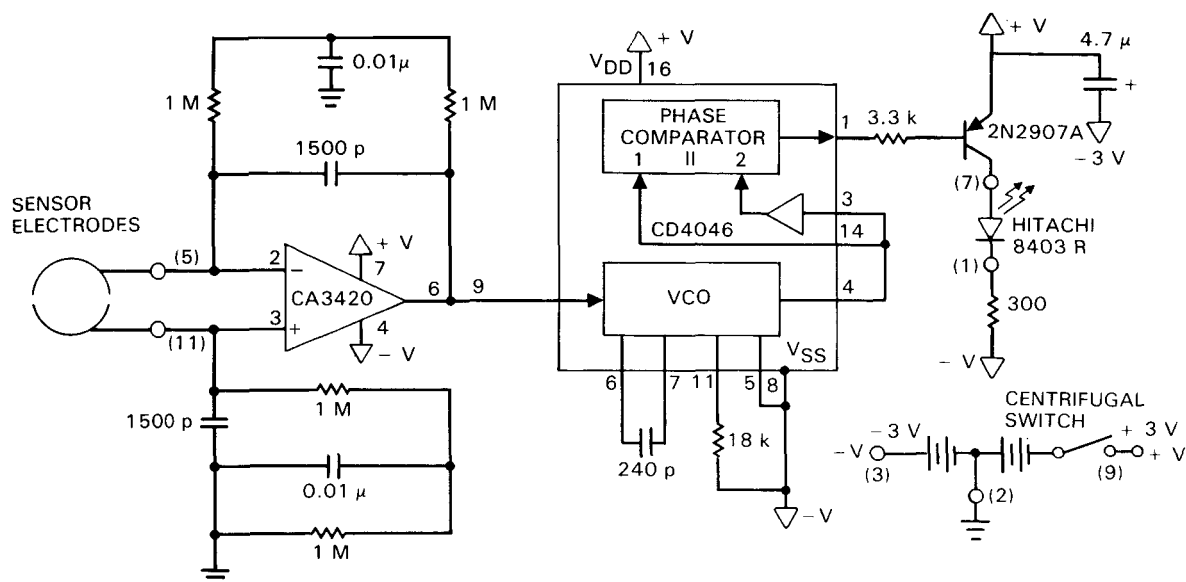 0.01μ
1 M
1 M
1500 p
SENSOR
ELECTRODES
(5)
2
−
+ V
7
CA3420
6
9
3
+
4
− V
(11)
1500 p
1 M
0.01 μ
1 M
+ V
V_DD
16
PHASE
COMPARATOR
1
II
2
1
3.3 k
CD4046
3
14
VCO
4
V_SS
6
7
11
5
8
240 p
18 k
− V
+ V
4.7 μ
+
2N2907A
− 3 V
(7)
HITACHI
8403 R
(1)
300
− V
CENTRIFUGAL
SWITCH
− 3 V
+ 3 V
− V
(3)
(2)
(9)
+ V